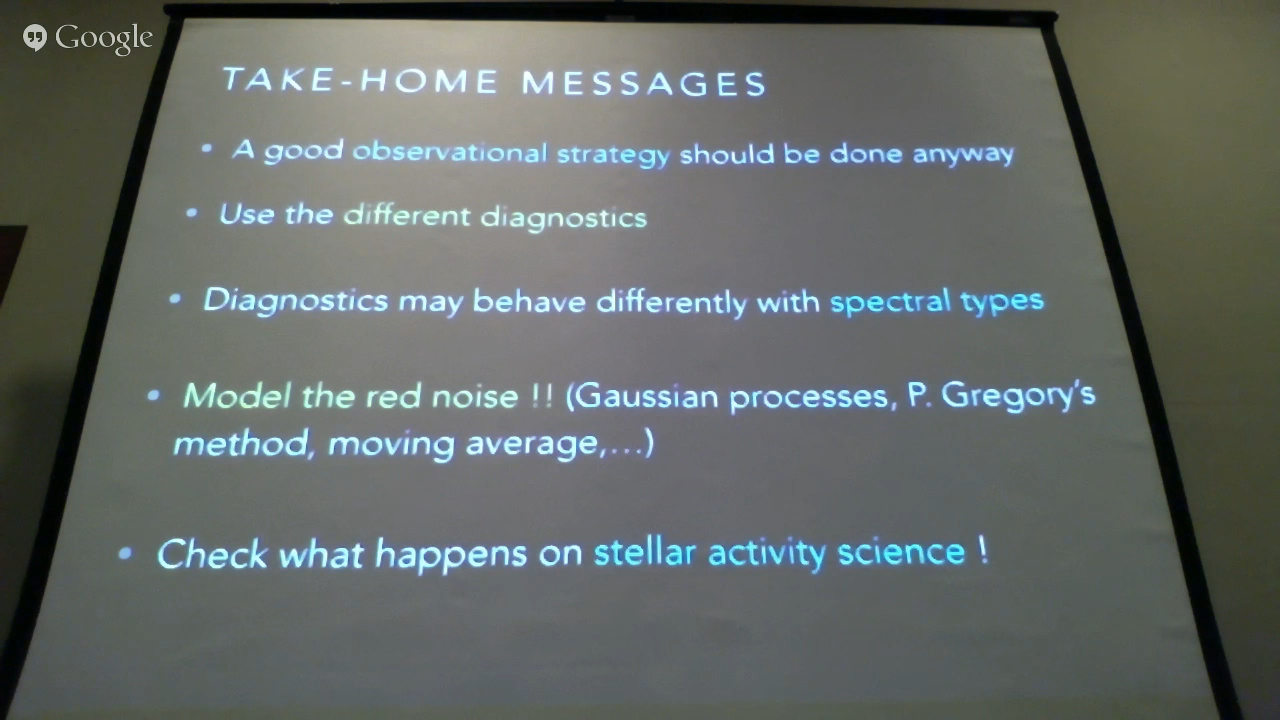 Google
TAKE-HOME MESSAGES
• A good observational strategy should be done anyway
• Use the different diagnostics
• Diagnostics may behave differently with spectral types
• Model the red noise !! (Gaussian processes, P. Gregory's
method, moving average,...)
• Check what happens on stellar activity science !